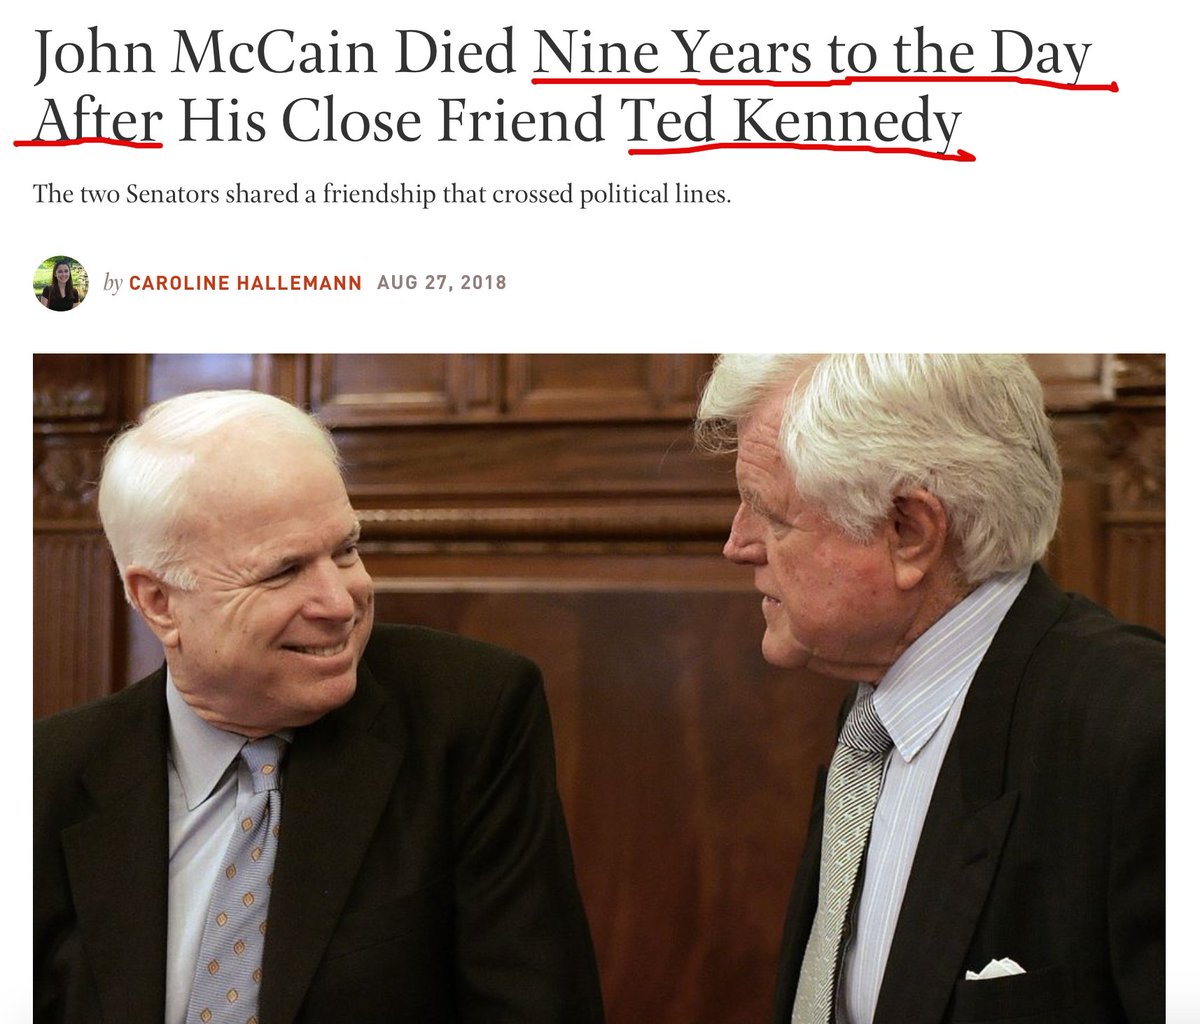 John McCain Died Nine Years to the Day
After His Close Friend Ted Kennedy
The two Senators shared a friendship that crossed political lines.
by CAROLINE HALLEMANN AUG 27, 2018